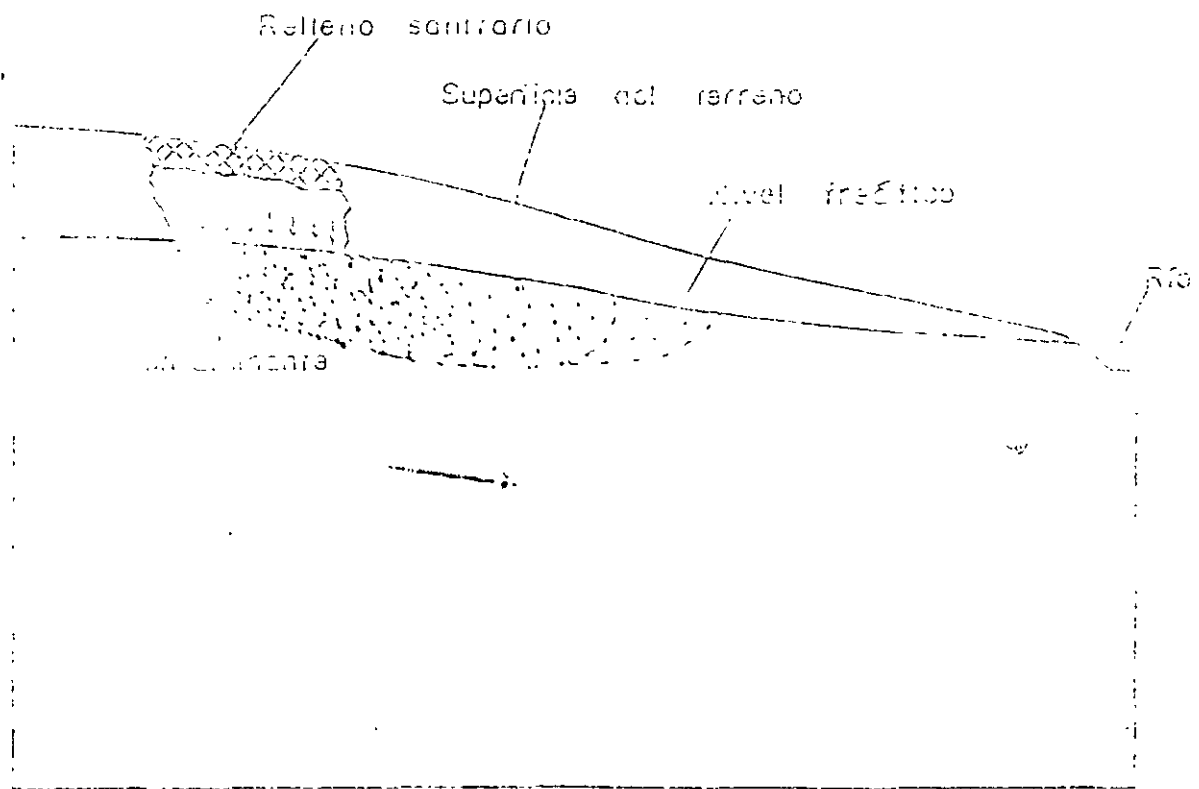 Relleno sanitario
Superficie del terreno
Nivel freático
Río